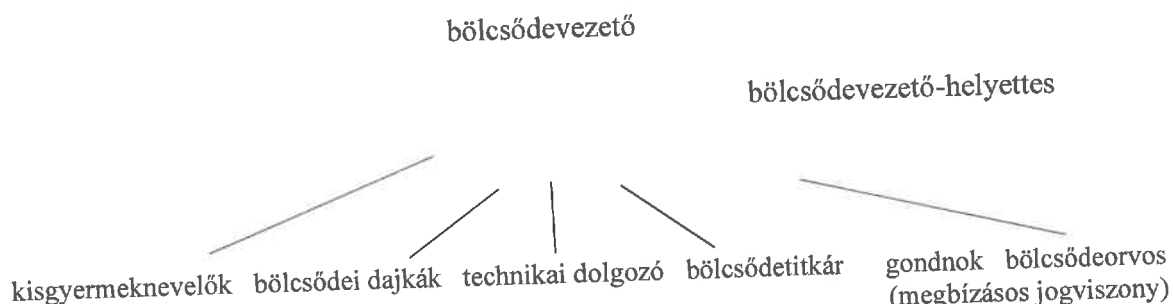 bölcsődevezető
bölcsődevezető-helyettes
kisgyermeknevelők bölcsődei dajkák technikai dolgozó bölcsődetitkár gondnok bölcsődeorvos
(megbízásos jogviszony)